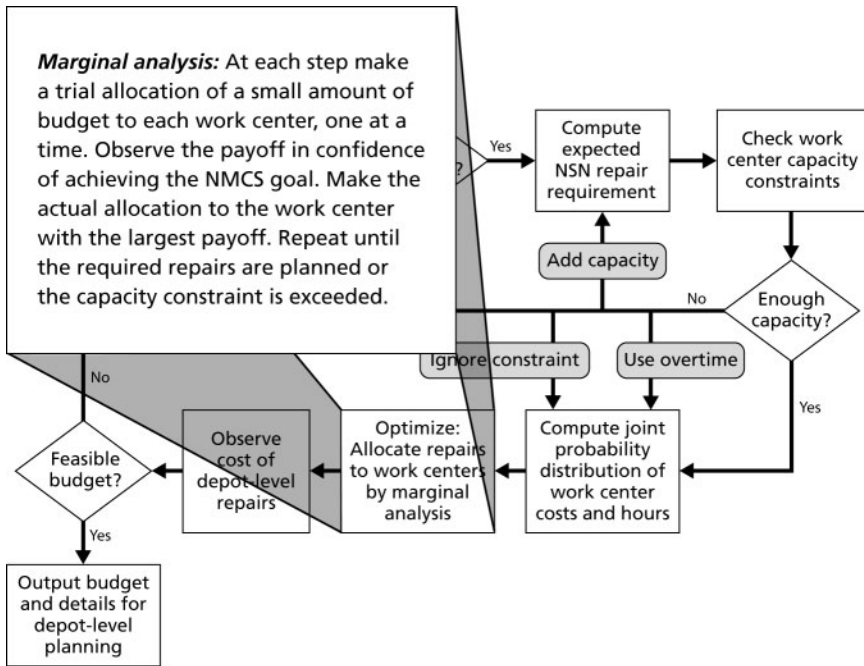 Marginal analysis: At each step make
a trial allocation of a small amount of
budget to each work center, one at a
time. Observe the payoff in confidence
of achieving the NMCS goal. Make the
actual allocation to the work center
with the largest payoff. Repeat until
the required repairs are planned or
the capacity constraint is exceeded.
?
Yes
Compute
expected
NSN repair
requirement
Check work
center capacity
constraints
Add capacity
No
Enough
capacity?
Ignore constraint
Use overtime
Yes
No
Feasible
budget?
Observe
cost of
depot-level
repairs
Optimize:
Allocate repairs
to work centers
by marginal
analysis
Compute joint
probability
distribution of
work center
costs and hours
Yes
Output budget
and details for
depot-level
planning